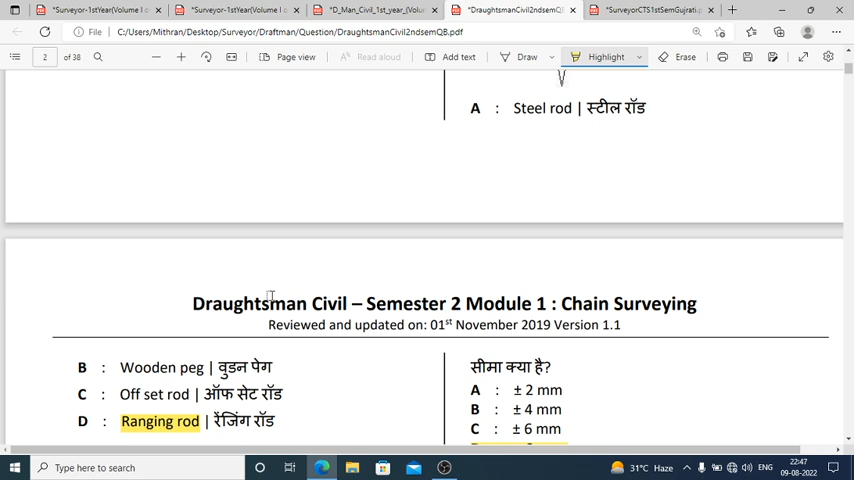 *Surveyor-1stYear(Volume I o
*Surveyor-1stYear(Volume I
*D_Man_Civil_1st_year_(Volu
*DraughtsmanCivil2ndsemQB
*SurveyorCTS1stSemGujrati.p
File | C:/Users/Mithran/Desktop/Surveyor/Draftman/Question/DraughtsmanCivil2ndsemQB.pdf
2 of 38 Page view Read aloud Add text Draw Highlight Erase
A : Steel rod | स्टील रॉड
Draughtsman Civil – Semester 2 Module 1 : Chain Surveying
Reviewed and updated on: 01st November 2019 Version 1.1
B : Wooden peg | वुडन पेग
C : Off set rod | ऑफ सेट रॉड
D : Ranging rod | रेंजिंग रॉड
सीमा क्या है?
A : ± 2 mm
B : ± 4 mm
C : ± 6 mm
Type here to search
31°C Haze
ENG
22:47
09-08-2022